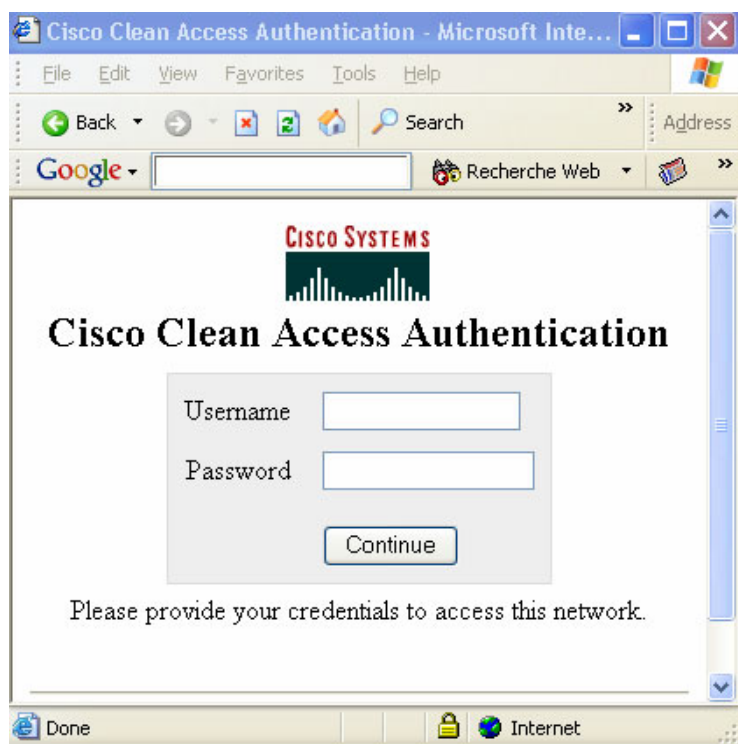 Cisco Clean Access Authentication - Microsoft Inte...
File Edit View Favorites Tools Help
Back Search » Address
Google Recherche Web »
CISCO SYSTEMS
Cisco Clean Access Authentication
Username
Password
Continue
Please provide your credentials to access this network.
Done Internet